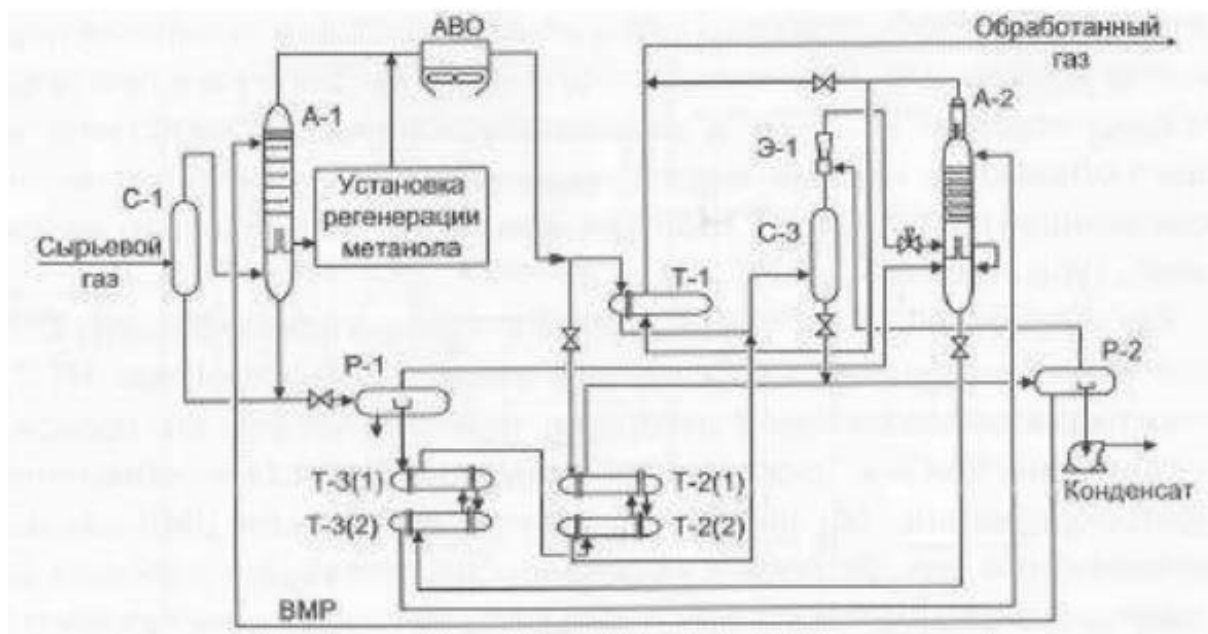 АВО
Обработанный
газ
А-1
А-2
Э-1
С-1
Установка
регенерации
метанола
С-3
Сырьевой
газ
Т-1
Р-1
Р-2
Т-3(1)
Т-2(1)
Т-3(2)
Т-2(2)
Конденсат
ВМР